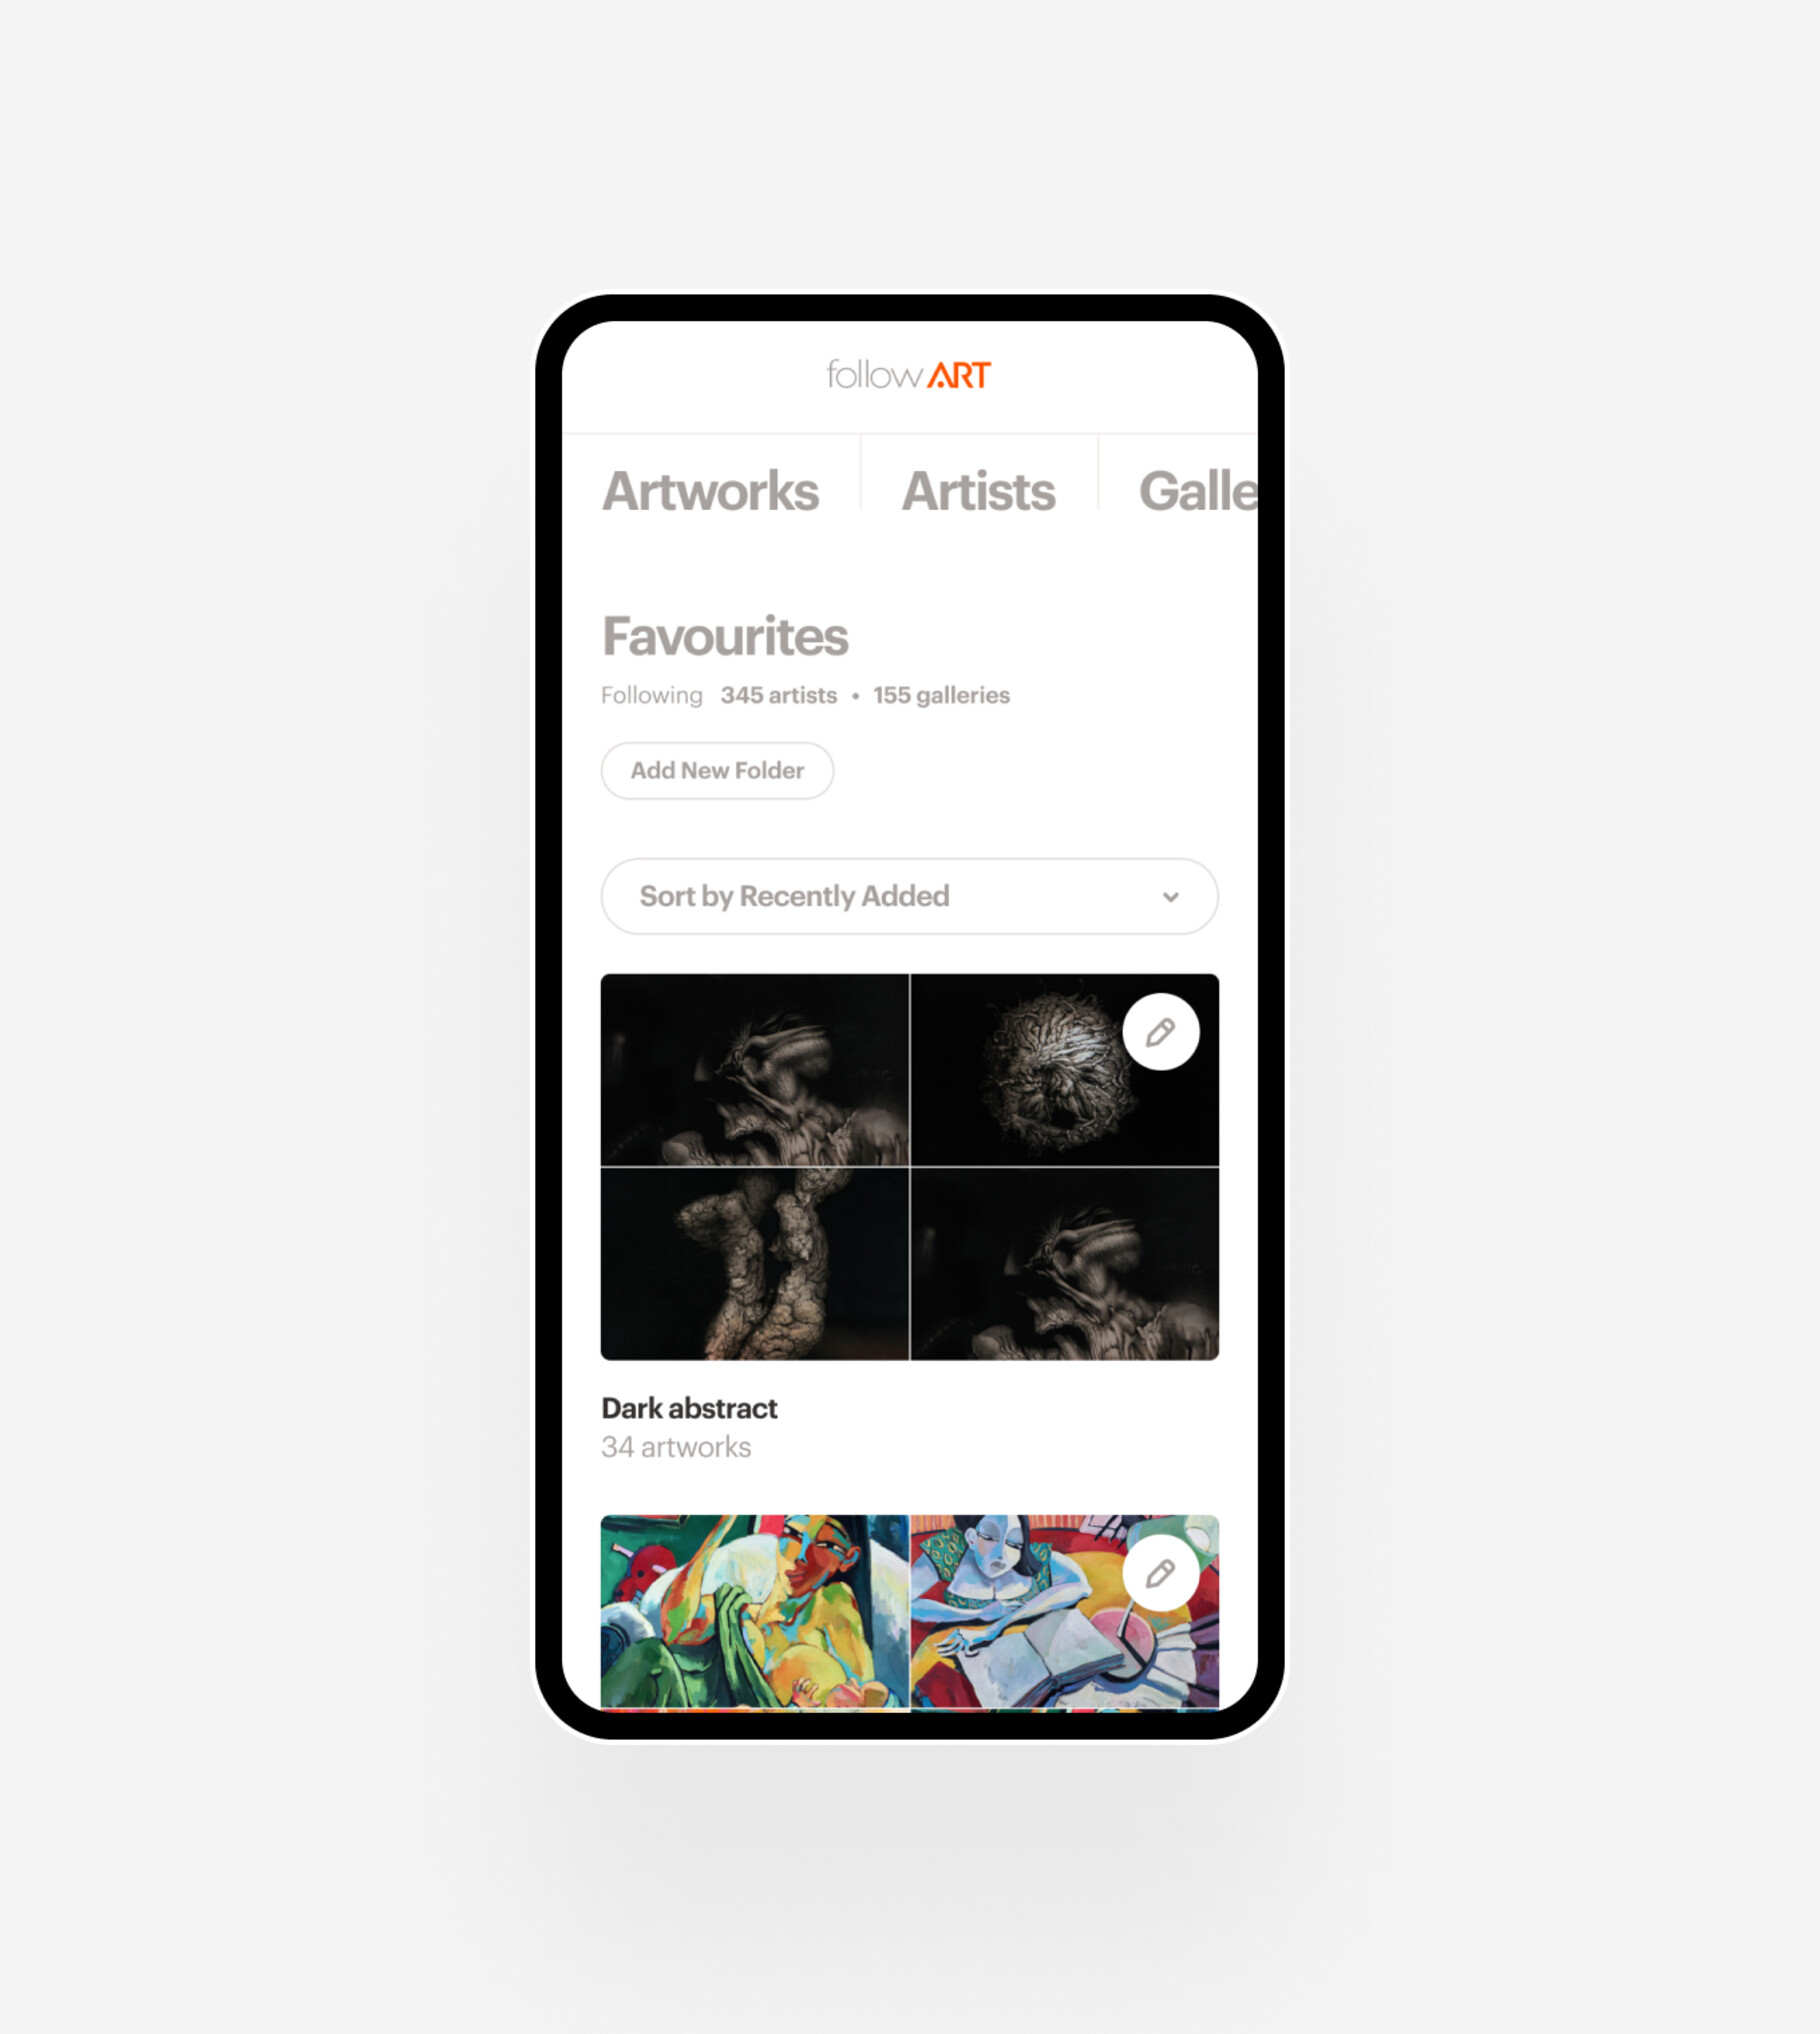 followART
Artworks Artists Galle
Favourites
Following 345 artists • 155 galleries
Add New Folder
Sort by Recently Added
Dark abstract
34 artworks